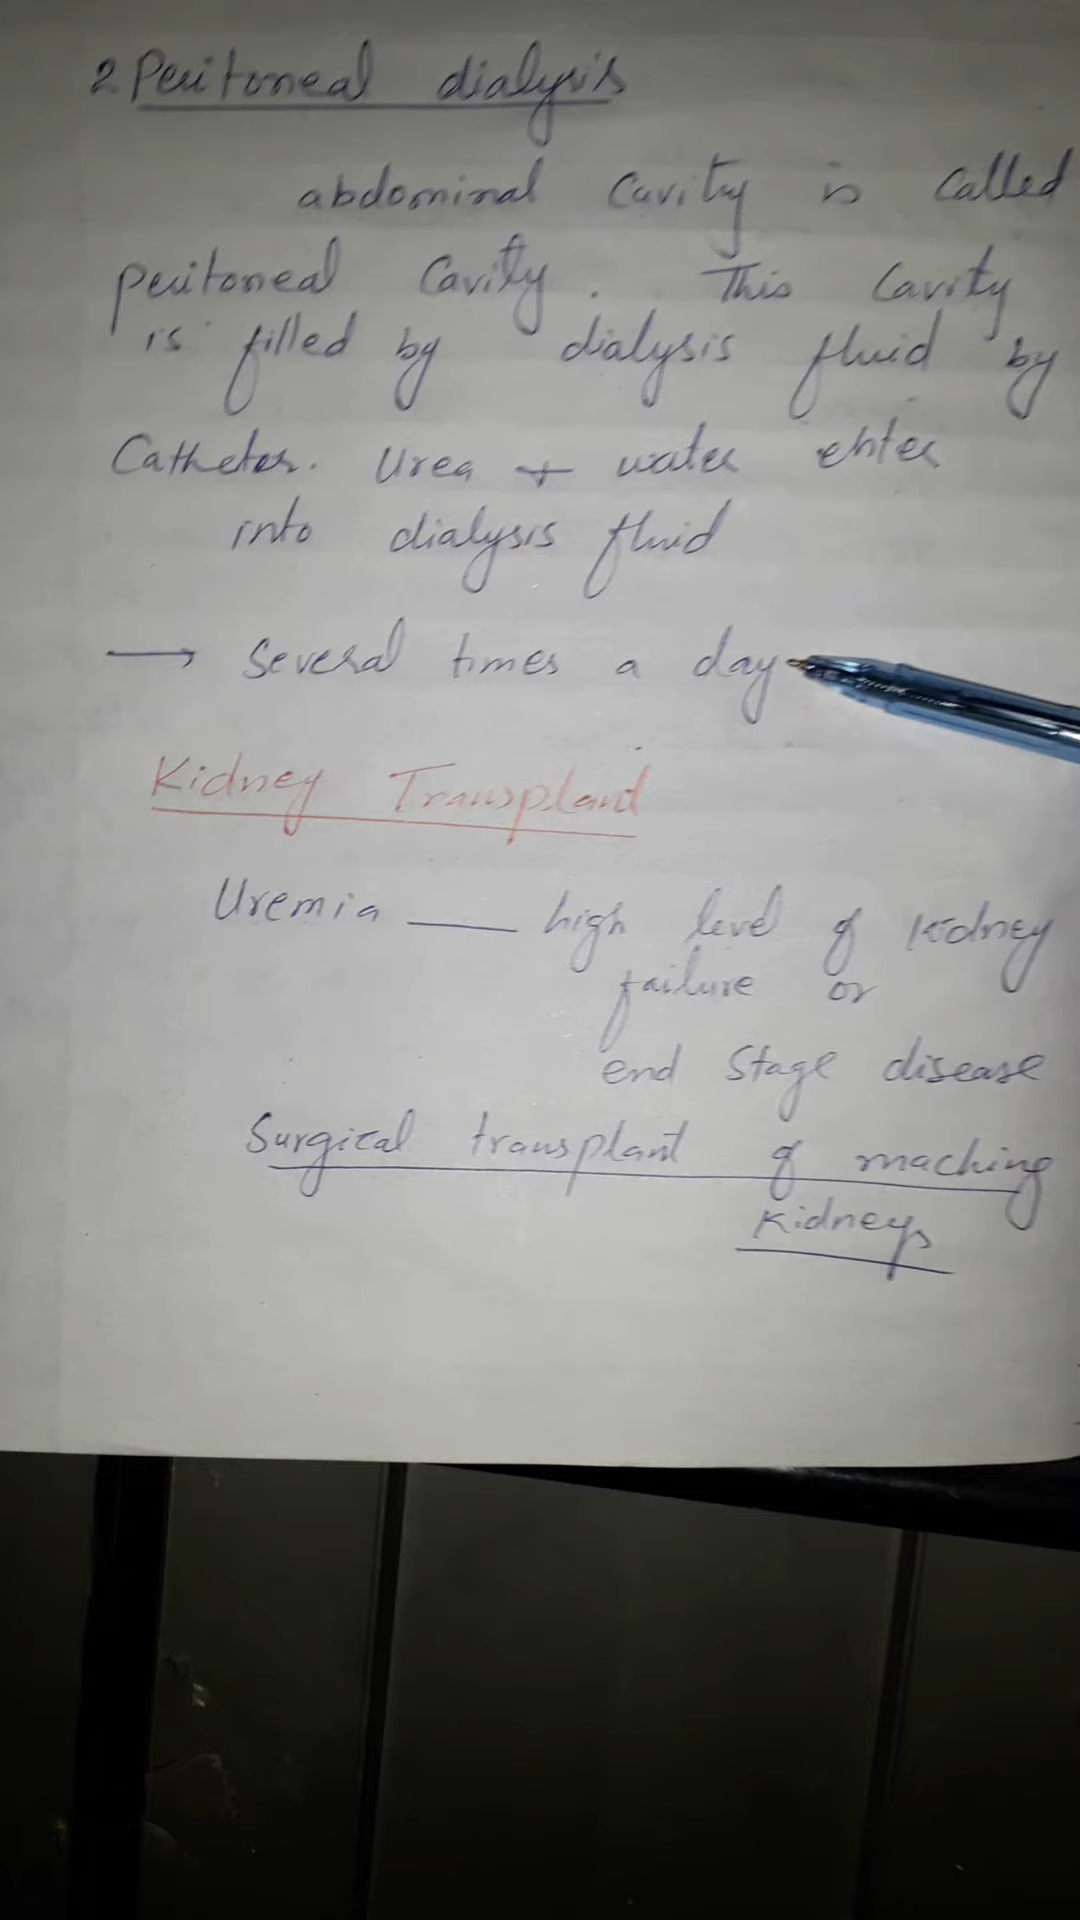 2 Peritoneal dialysis
abdominal cavity is called
peritoneal Cavity. This Cavity
is filled by dialysis fluid by
Catheter. Urea + water enter
into dialysis fluid
→ Several times a day
Kidney Transplant
Uremia — high level of kidney
failure or
end stage disease
Surgical transplant of maching
Kidneys